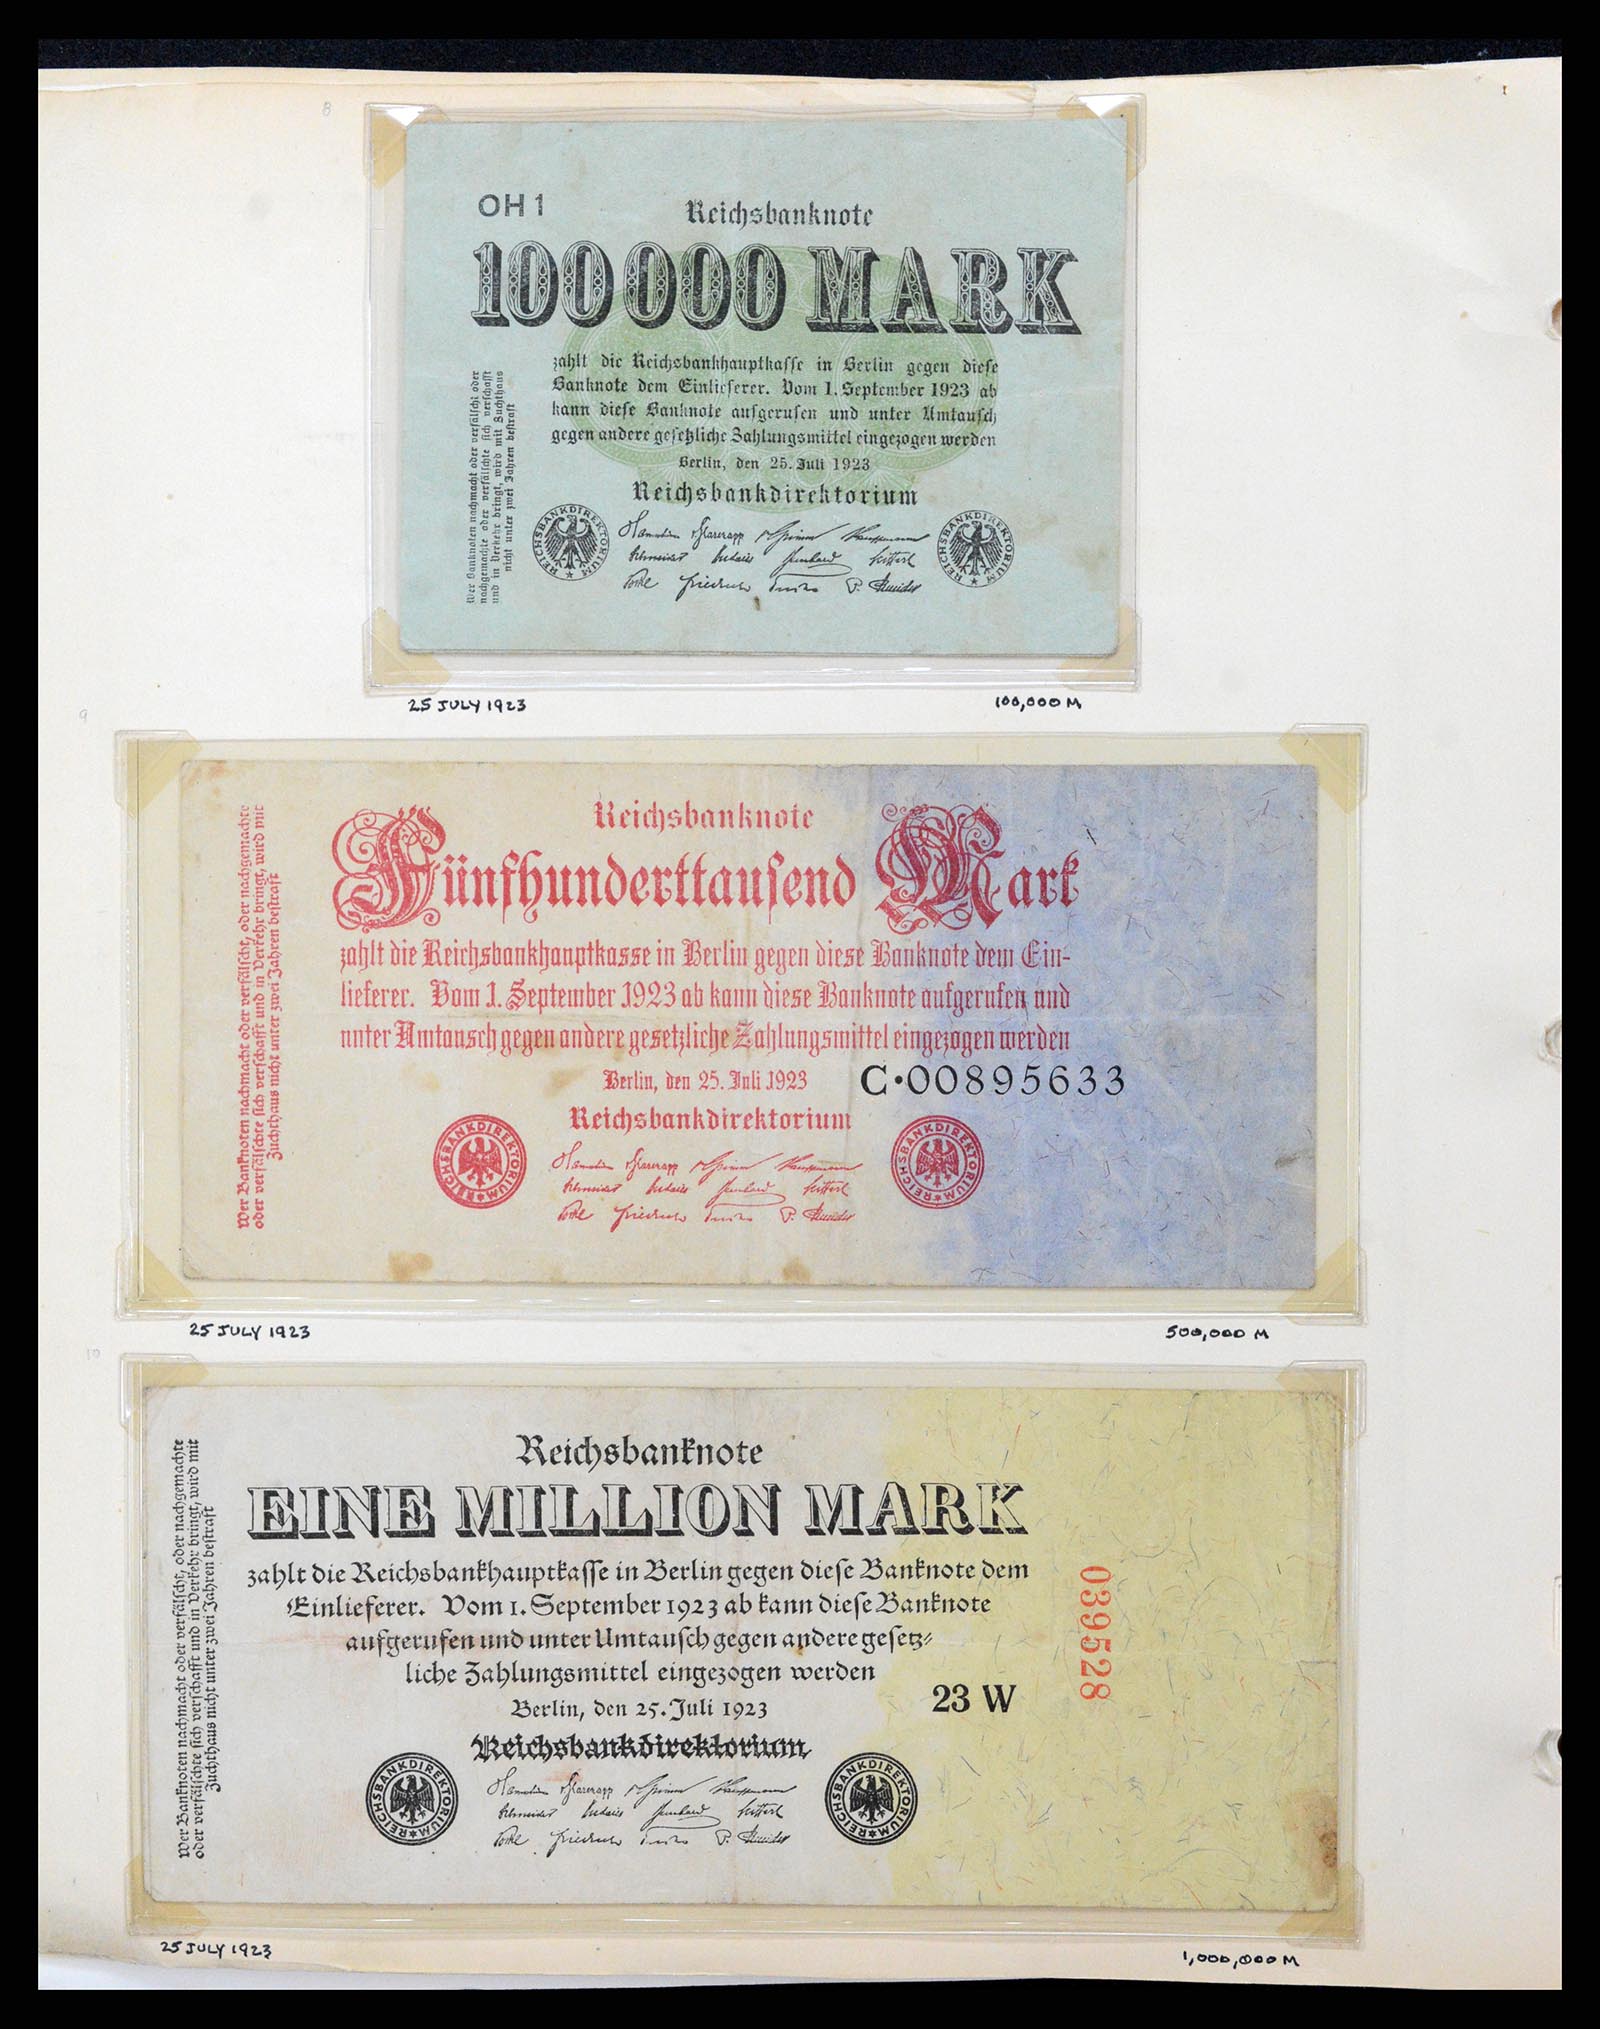 8
OH 1
Reichsbanknote
100000 MARK
zahlt die Reichsbankhauptkasse in Berlin gegen diese
Banknote dem Einlieferer. Vom 1. September 1923 ab
kann diese Banknote aufgerufen und unter Umtausch
gegen andere gesetzliche Zahlungsmittel eingezogen werden
Berlin, den 25. Juli 1923
Reichsbankdirektorium
Wer Banknoten nachmacht oder verfälscht oder
nachgemachte oder verfälschte sich verschafft
und in Verkehr bringt, wird mit Zuchthaus
nicht unter zwei Jahren bestraft
REICHSBANKDIREKTORIUM
REICHSBANKDIREKTORIUM
25 JULY 1923
100,000 M
9
Reichsbanknote
Fünfhunderttausend Mark
zahlt die Reichsbankhauptkasse in Berlin gegen diese Banknote dem Ein-
lieferer. Vom 1. September 1923 ab kann diese Banknote aufgerufen und
unter Umtausch gegen andere gesetzliche Zahlungsmittel eingezogen werden
Berlin, den 25. Juli 1923
C·00895633
Reichsbankdirektorium
Wer Banknoten nachmacht oder verfälscht, oder nachgemachte
oder verfälschte sich verschafft und in Verkehr bringt, wird mit
Zuchthaus nicht unter zwei Jahren bestraft
REICHSBANKDIREKTORIUM
REICHSBANKDIREKTORIUM
25 JULY 1923
500,000 M
10
Reichsbanknote
EINE MILLION MARK
zahlt die Reichsbankhauptkasse in Berlin gegen diese Banknote dem
Einlieferer. Vom 1. September 1923 ab kann diese Banknote
aufgerufen und unter Umtausch gegen andere gesetz-
liche Zahlungsmittel eingezogen werden
Berlin, den 25. Juli 1923
23 W
039528
Reichsbankdirektorium
Wer Banknoten nachmacht oder verfälscht, oder nachgemachte
oder verfälschte sich verschafft und in Verkehr bringt, wird mit
Zuchthaus nicht unter zwei Jahren bestraft
REICHSBANKDIREKTORIUM
REICHSBANKDIREKTORIUM
25 JULY 1923
1,000,000 M